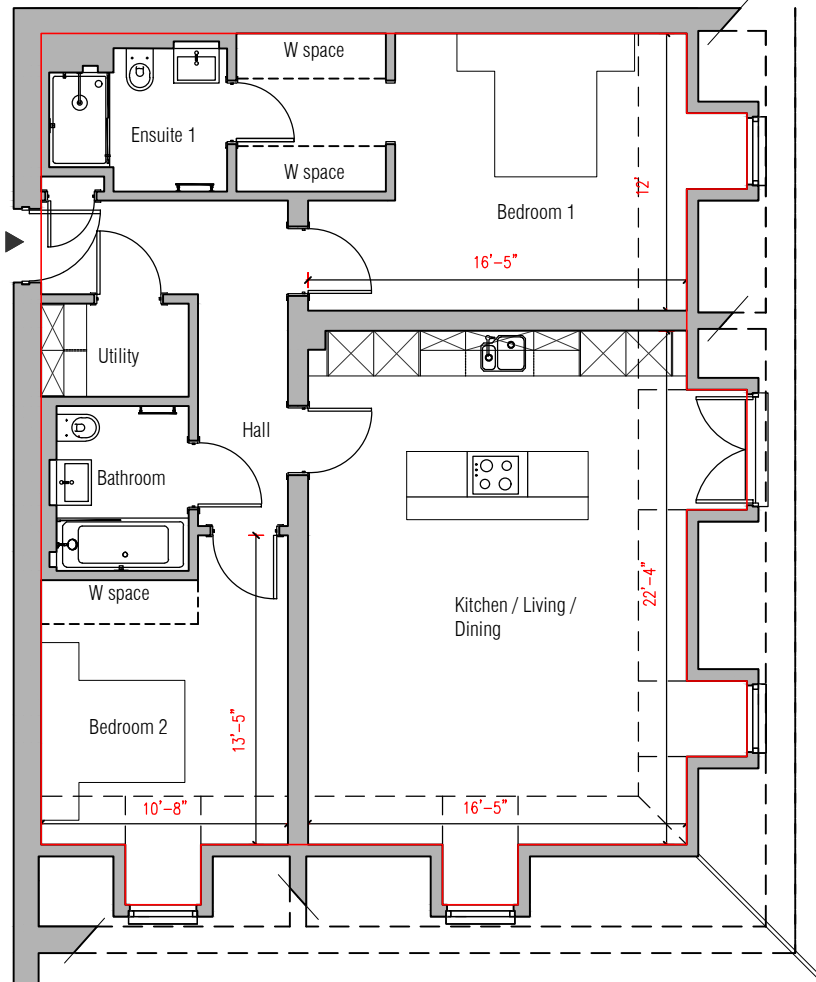 W space
Ensuite 1
W space
12'
Bedroom 1
16'-5"
Utility
Hall
Bathroom
22'-4"
W space
Kitchen / Living /
Dining
Bedroom 2
13'-5"
10'-8"
16'-5"